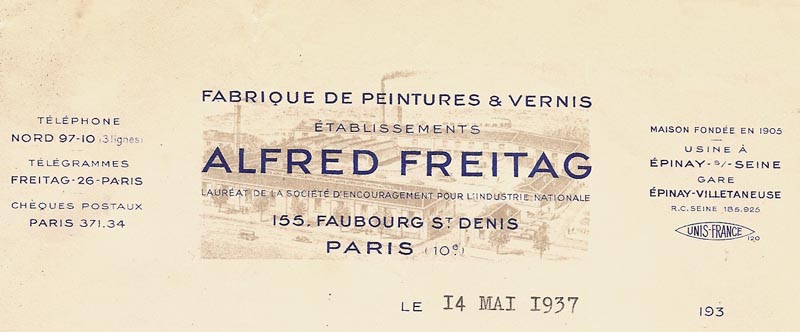 TÉLÉPHONE
NORD 97-10 (3 lignes)
TÉLÉGRAMMES
FREITAG-26-PARIS
CHÈQUES POSTAUX
PARIS 371.34
FABRIQUE DE PEINTURES & VERNIS
ÉTABLISSEMENTS
ALFRED FREITAG
LAURÉAT DE LA SOCIÉTÉ D'ENCOURAGEMENT POUR L'INDUSTRIE NATIONALE
155. FAUBOURG ST DENIS
PARIS (10e)
MAISON FONDÉE EN 1905
USINE À
ÉPINAY-S/-SEINE
GARE
ÉPINAY-VILLETANEUSE
R.C. SEINE 185.925
UNIS-FRANCE
120
LE 14 MAI 1937 193